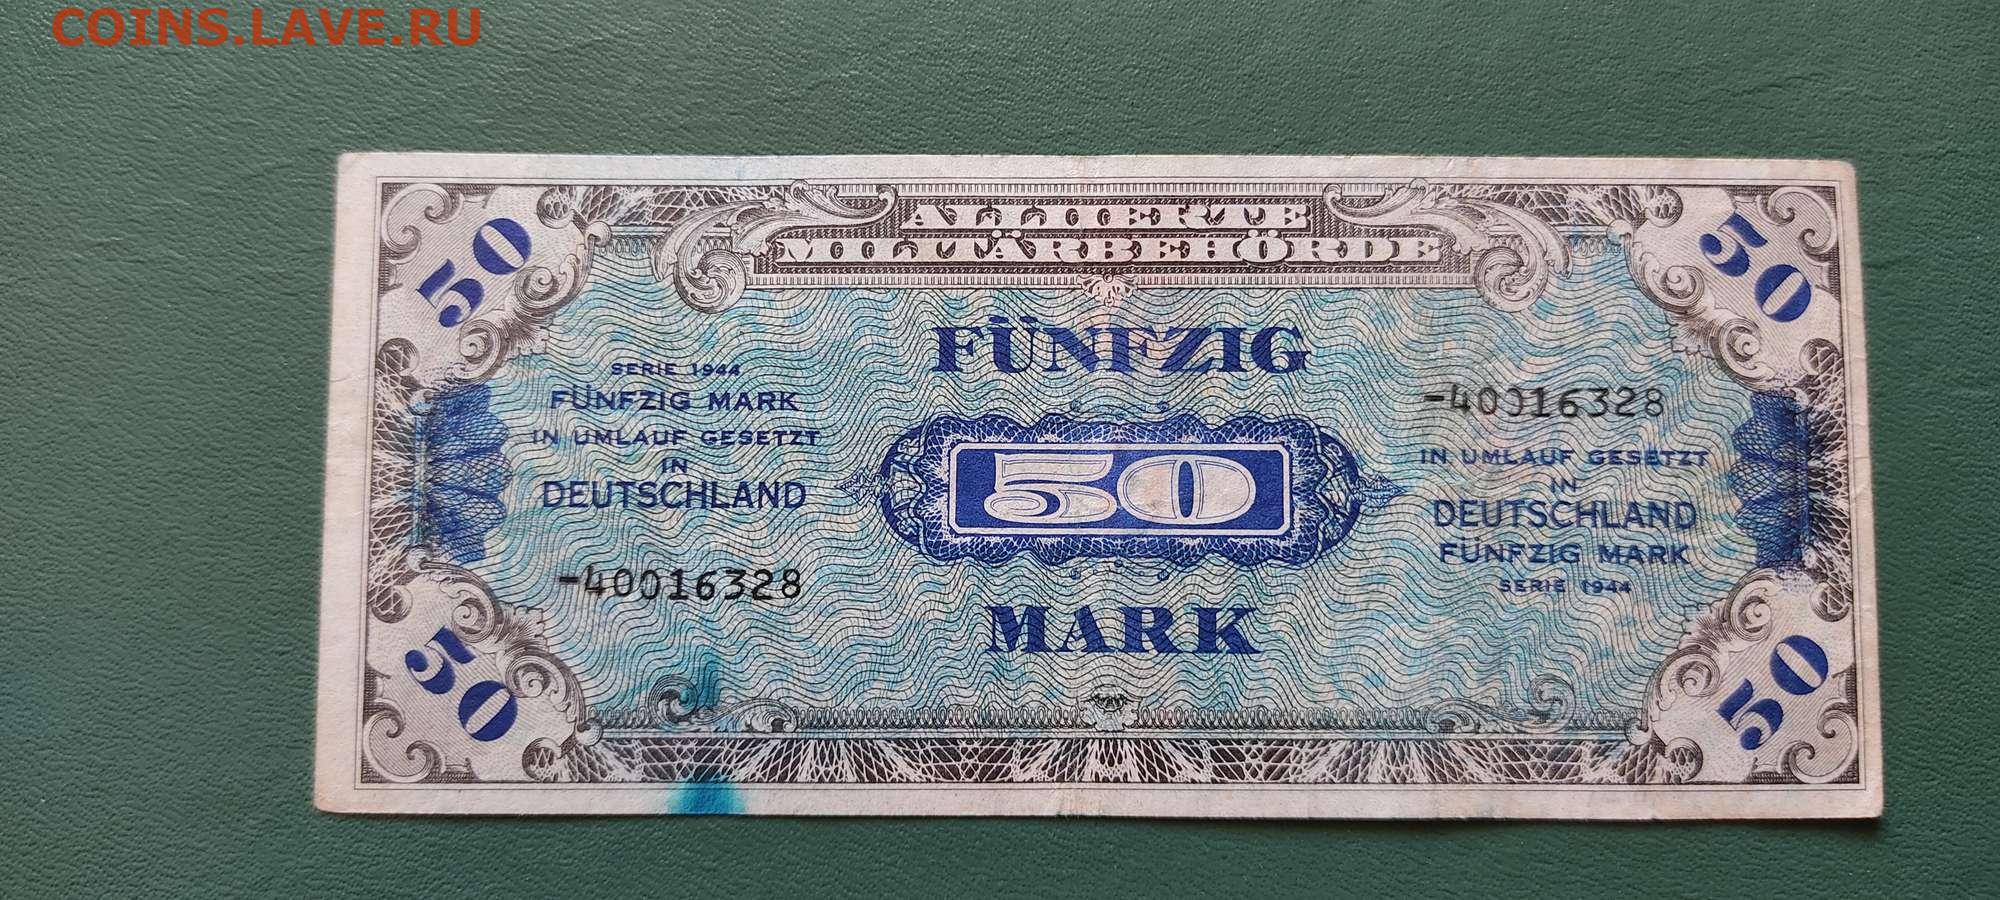 COINS.LAVE.RU
50
ALLIIERTE
MILITÄRBEHÖRDE
50
FÜNFZIG
SERIE 1944
FÜNFZIG MARK
IN UMLAUF GESETZT
IN
DEUTSCHLAND
-40016328
50
-40016328
IN UMLAUF GESETZT
IN
DEUTSCHLAND
FÜNFZIG MARK
SERIE 1944
MARK
50
50